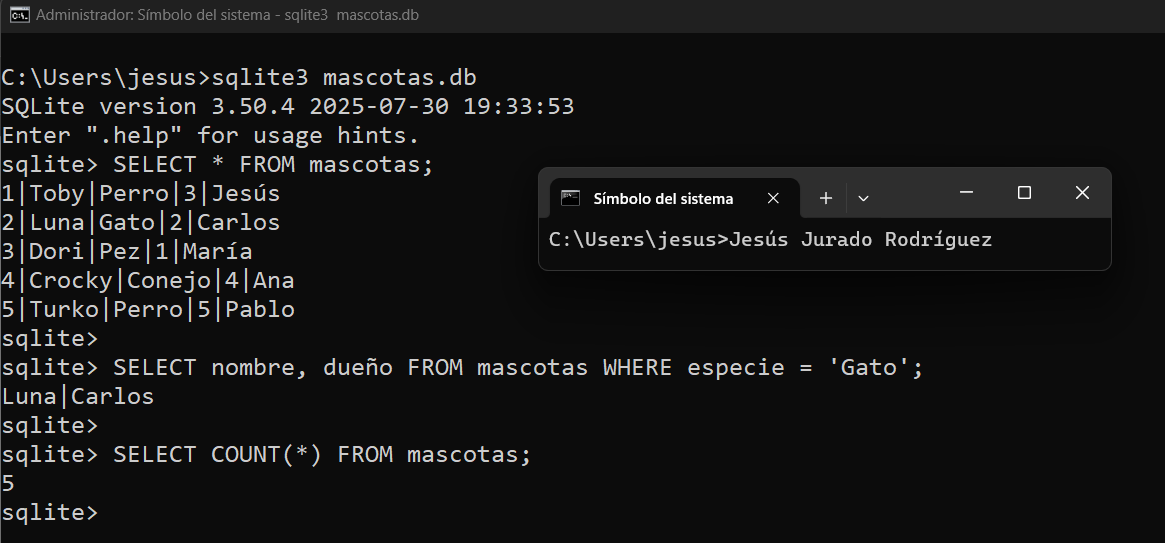 Administrador: Símbolo del sistema - sqlite3  mascotas.db
C:\Users\jesus>sqlite3 mascotas.db
SQLite version 3.50.4 2025-07-30 19:33:53
Enter ".help" for usage hints.
sqlite> SELECT * FROM mascotas;
1|Toby|Perro|3|Jesús
2|Luna|Gato|2|Carlos
3|Dori|Pez|1|María
4|Crocky|Conejo|4|Ana
5|Turko|Perro|5|Pablo
sqlite>
sqlite> SELECT nombre, dueño FROM mascotas WHERE especie = 'Gato';
Luna|Carlos
sqlite>
sqlite> SELECT COUNT(*) FROM mascotas;
5
sqlite>
Símbolo del sistema
C:\Users\jesus>Jesús Jurado Rodríguez